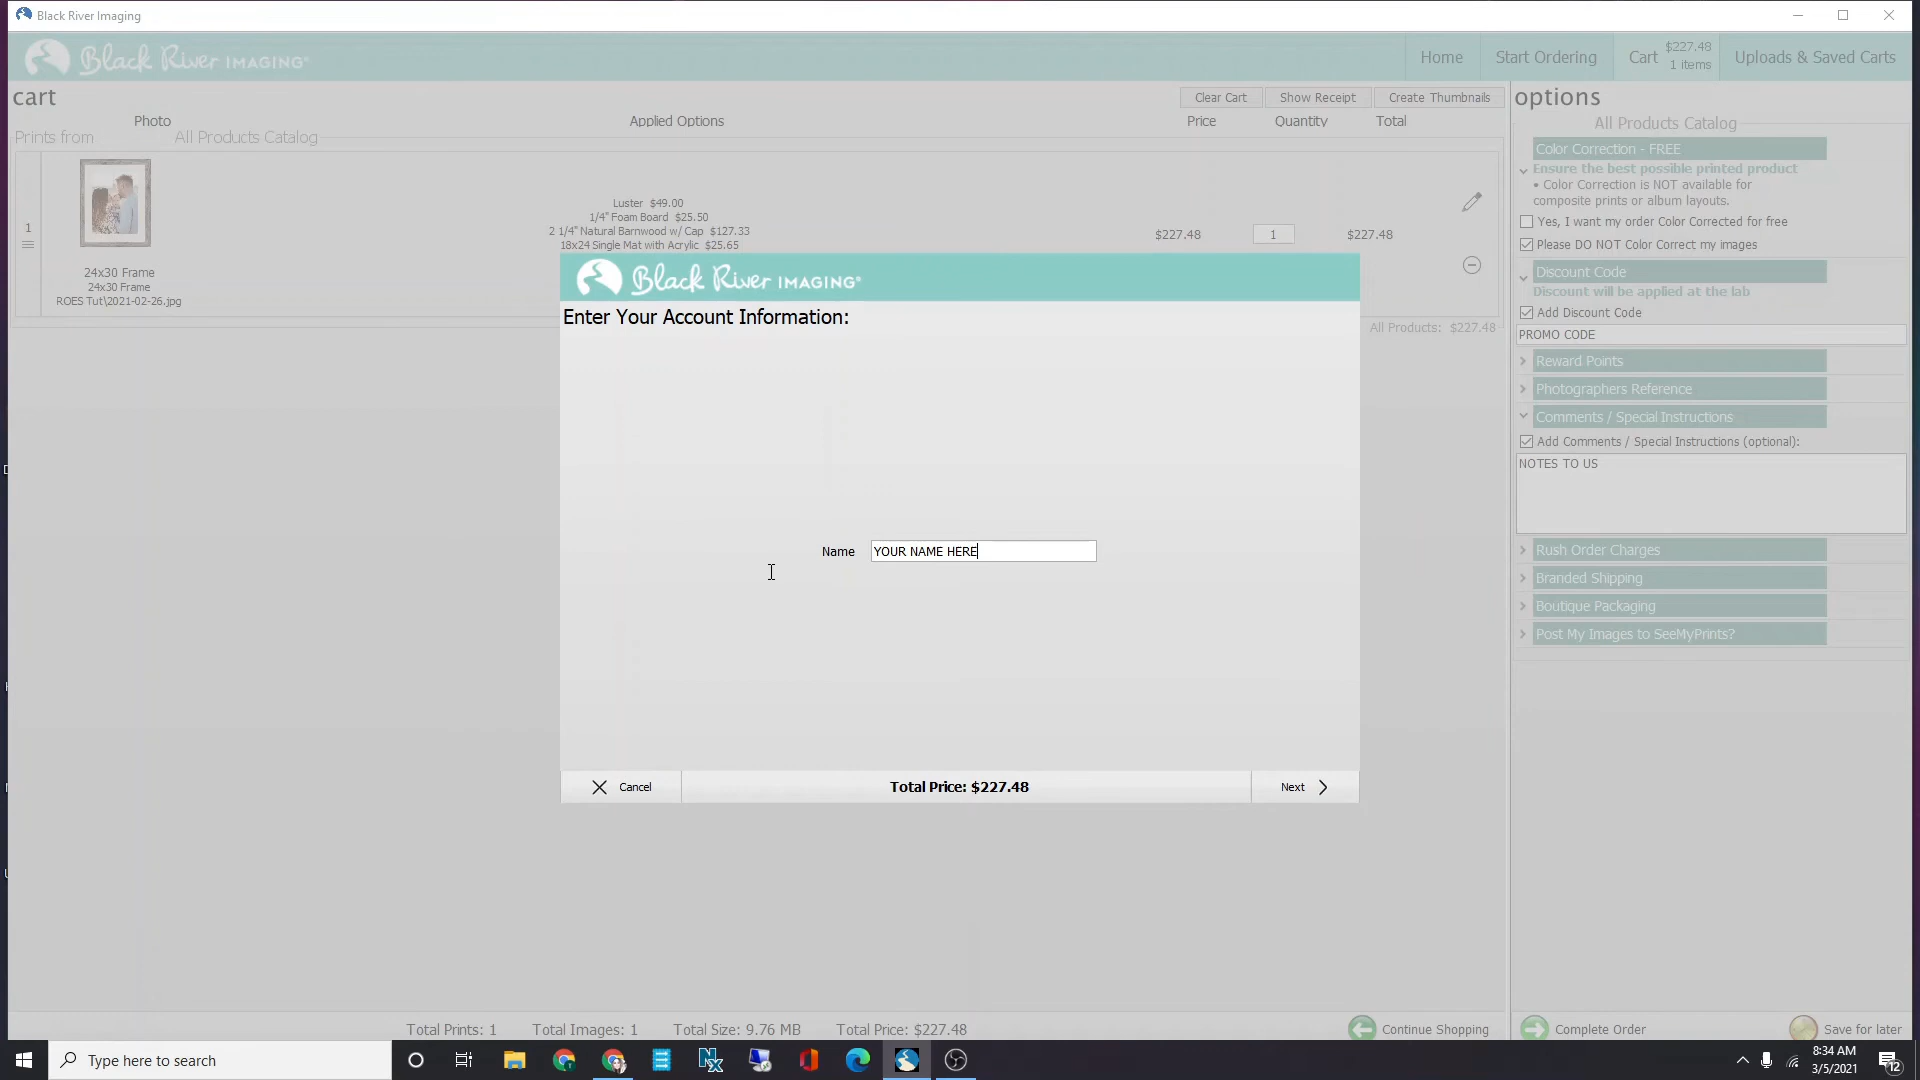 Black River Imaging
Black River IMAGING®
Home
Start Ordering
Cart
$227.48
1 items
Uploads & Saved Carts
cart
Clear Cart
Show Receipt
Create Thumbnails
options
Photo
Applied Options
Price
Quantity
Total
All Products Catalog
Prints from
All Products Catalog
Color Correction - FREE
Ensure the best possible printed product
• Color Correction is NOT available for
composite prints or album layouts.
Yes, I want my order Color Corrected for free
Please DO NOT Color Correct my images
1
Luster $49.00
1/4" Foam Board $25.50
2 1/4" Natural Barnwood w/ Cap $127.33
18x24 Single Mat with Acrylic $25.65
$227.48
1
$227.48
24x30 Frame
24x30 Frame
ROES Tut\2021-02-26.jpg
All Products: $227.48
Discount Code
Discount will be applied at the lab
Add Discount Code
PROMO CODE
Reward Points
Photographers Reference
Comments / Special Instructions
Add Comments / Special Instructions (optional):
NOTES TO US
Rush Order Charges
Branded Shipping
Boutique Packaging
Post My Images to SeeMyPrints?
Black River IMAGING®
Enter Your Account Information:
Name
YOUR NAME HERE
Cancel
Total Price: $227.48
Next
Total Prints: 1
Total Images: 1
Total Size: 9.76 MB
Total Price: $227.48
Continue Shopping
Complete Order
Save for later
Type here to search
8:34 AM
3/5/2021
12